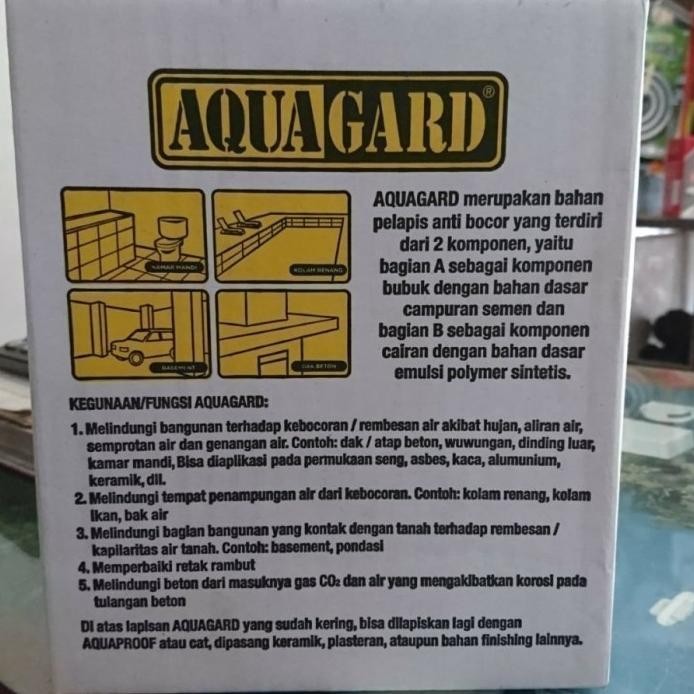 AQUAGARD®
AQUAGARD merupakan bahan
pelapis anti bocor yang terdiri
dari 2 komponen, yaitu
bagian A sebagai komponen
bubuk dengan bahan dasar
campuran semen dan
bagian B sebagai komponen
cairan dengan bahan dasar
emulsi polymer sintetis.
KAMAR MANDI
KOLAM RENANG
BASEMENT
DAK BETON
KEGUNAAN/FUNGSI AQUAGARD:
1. Melindungi bangunan terhadap kebocoran / rembesan air akibat hujan, aliran air,
semprotan air dan genangan air. Contoh: dak / atap beton, wuwungan, dinding luar,
kamar mandi, Bisa diaplikasi pada permukaan seng, asbes, kaca, alumunium,
keramik, dll.
2. Melindungi tempat penampungan air dari kebocoran. Contoh: kolam renang, kolam
ikan, bak air
3. Melindungi bagian bangunan yang kontak dengan tanah terhadap rembesan /
kapilaritas air tanah. Contoh: basement, pondasi
4. Memperbaiki retak rambut
5. Melindungi beton dari masuknya gas CO₂ dan air yang mengakibatkan korosi pada
tulangan beton
Di atas lapisan AQUAGARD yang sudah kering, bisa dilapiskan lagi dengan
AQUAPROOF atau cat, dipasang keramik, plasteran, ataupun bahan finishing lainnya.